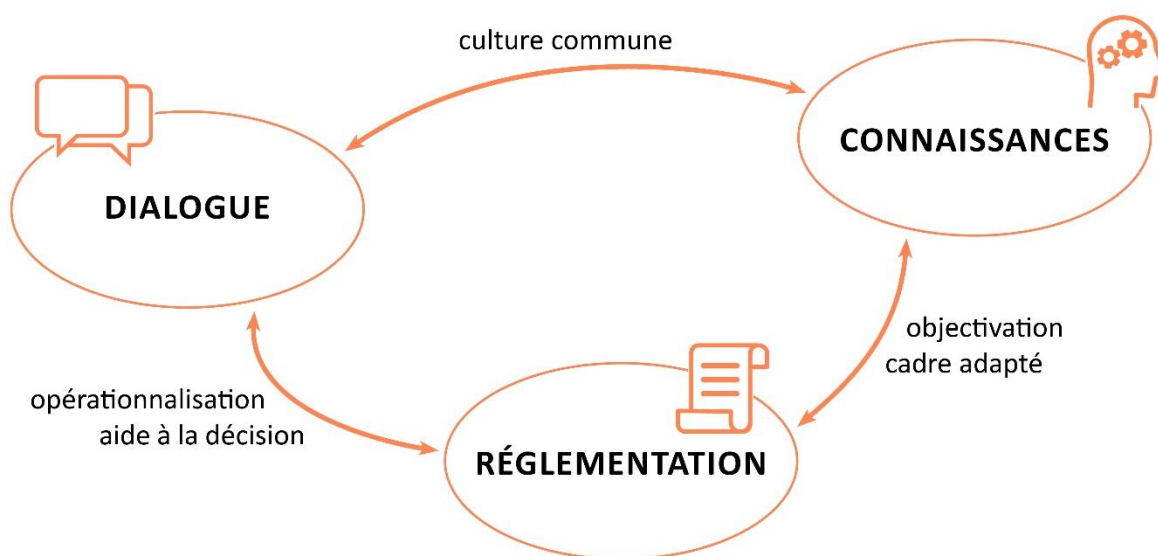 culture commune
CONNAISSANCES
DIALOGUE
objectivation
cadre adapté
opérationnalisation
aide à la décision
RÉGLEMENTATION